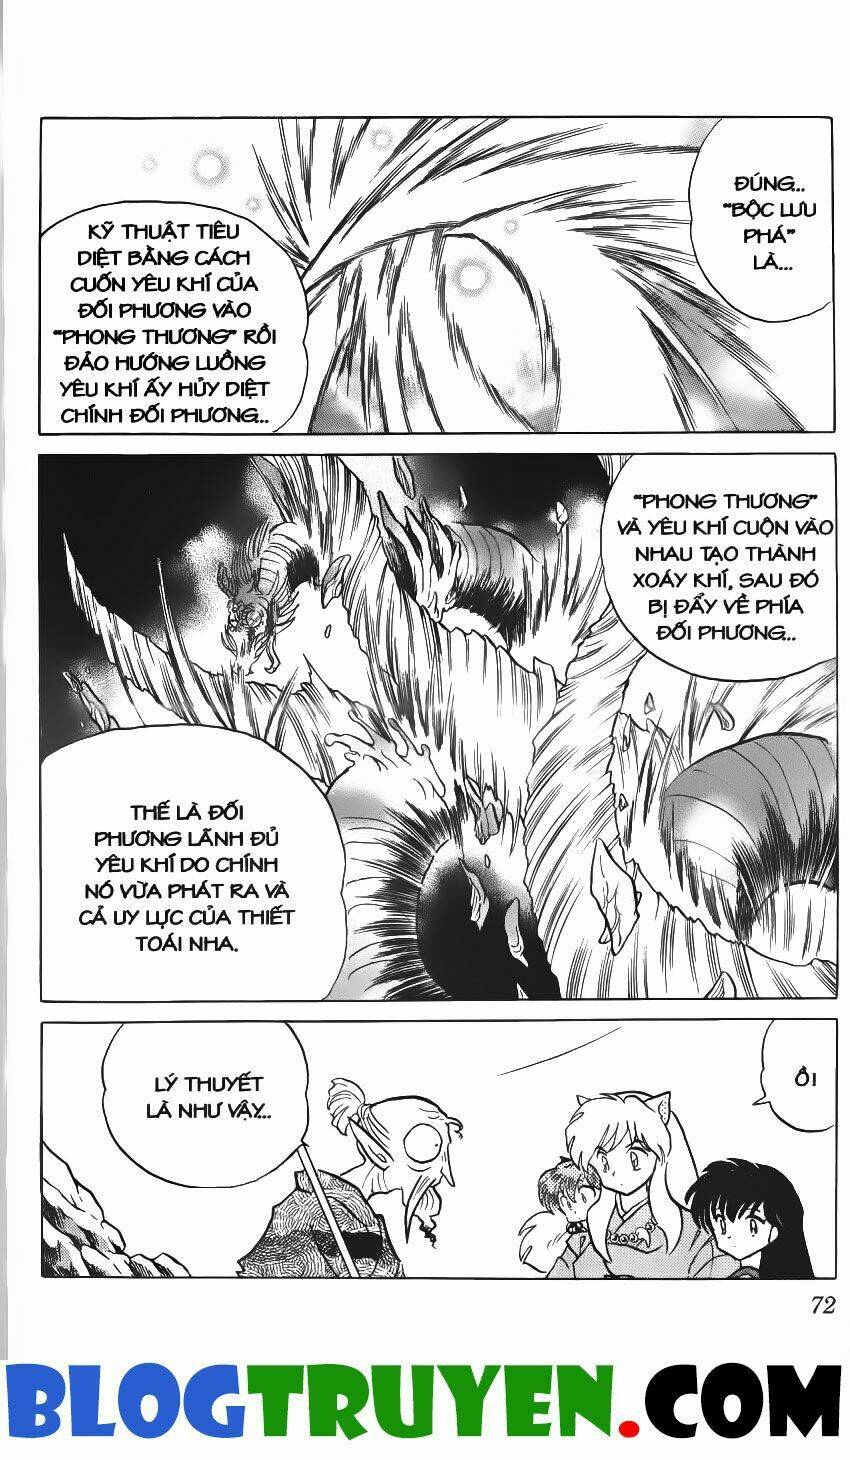 ĐÚNG..
"BỘC LƯU
PHÁ"
LÀ...
KỸ THUẬT TIÊU
DIỆT BẰNG CÁCH
CUỐN YÊU KHÍ CỦA
ĐỐI PHƯƠNG VÀO
"PHONG THƯƠNG" RỒI
ĐẢO HƯỚNG LUỒNG
YÊU KHÍ ẤY HỦY DIỆT
CHÍNH ĐỐI PHƯƠNG...
"PHONG THƯƠNG"
VÀ YÊU KHÍ CUỘN VÀO
NHAU TẠO THÀNH
XOÁY KHÍ, SAU ĐÓ
BỊ ĐẨY VỀ PHÍA
ĐỐI PHƯƠNG...
THẾ LÀ ĐỐI
PHƯƠNG LÃNH ĐỦ
YÊU KHÍ DO CHÍNH
NÓ VỪA PHÁT RA VÀ
CẢ UY LỰC CỦA THIẾT
TOÁI NHA.
ỒI
LÝ THUYẾT
LÀ NHƯ VẬY...
72
BLOGTRUYEN.COM